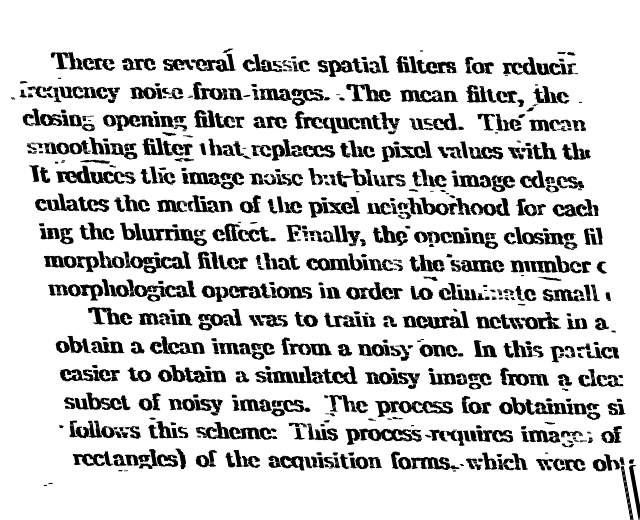 There are several classic spatial filters for
frequency noise from images. The mean filter, the
closing opening filter are frequently used. The mean
smoothing filter that replaces the pixel values with the
It reduces the image noise but blurs the image edges.
culates the median of the pixel neighborhood for each
ing the blurring effect. Finally, the opening closing fil
morphological filter that combines the same number
morphological operations in order to eliminate small
The main goal was to train a neural network in a
obtain a clean image from a noisy one. In this partic
easier to obtain a simulated noisy image from a clea
subset of noisy images. The process for obtaining si
follows this scheme: This process requires images of
rectangles) of the acquisition forms, which were ob